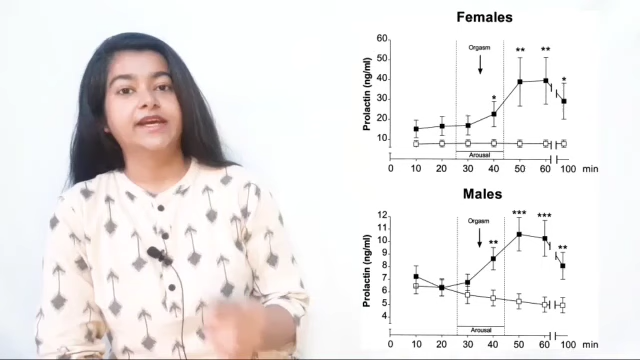 Females
60
50
40
30
20
10
Prolactin (ng/ml)
Orgasm
*
**
**
*
Arousal
0 10 20 30 40 50 60 100 min
Males
12
11
10
9
8
7
6
5
4
Prolactin (ng/ml)
Orgasm
**
***
***
**
Arousal
0 10 20 30 40 50 60 100 min